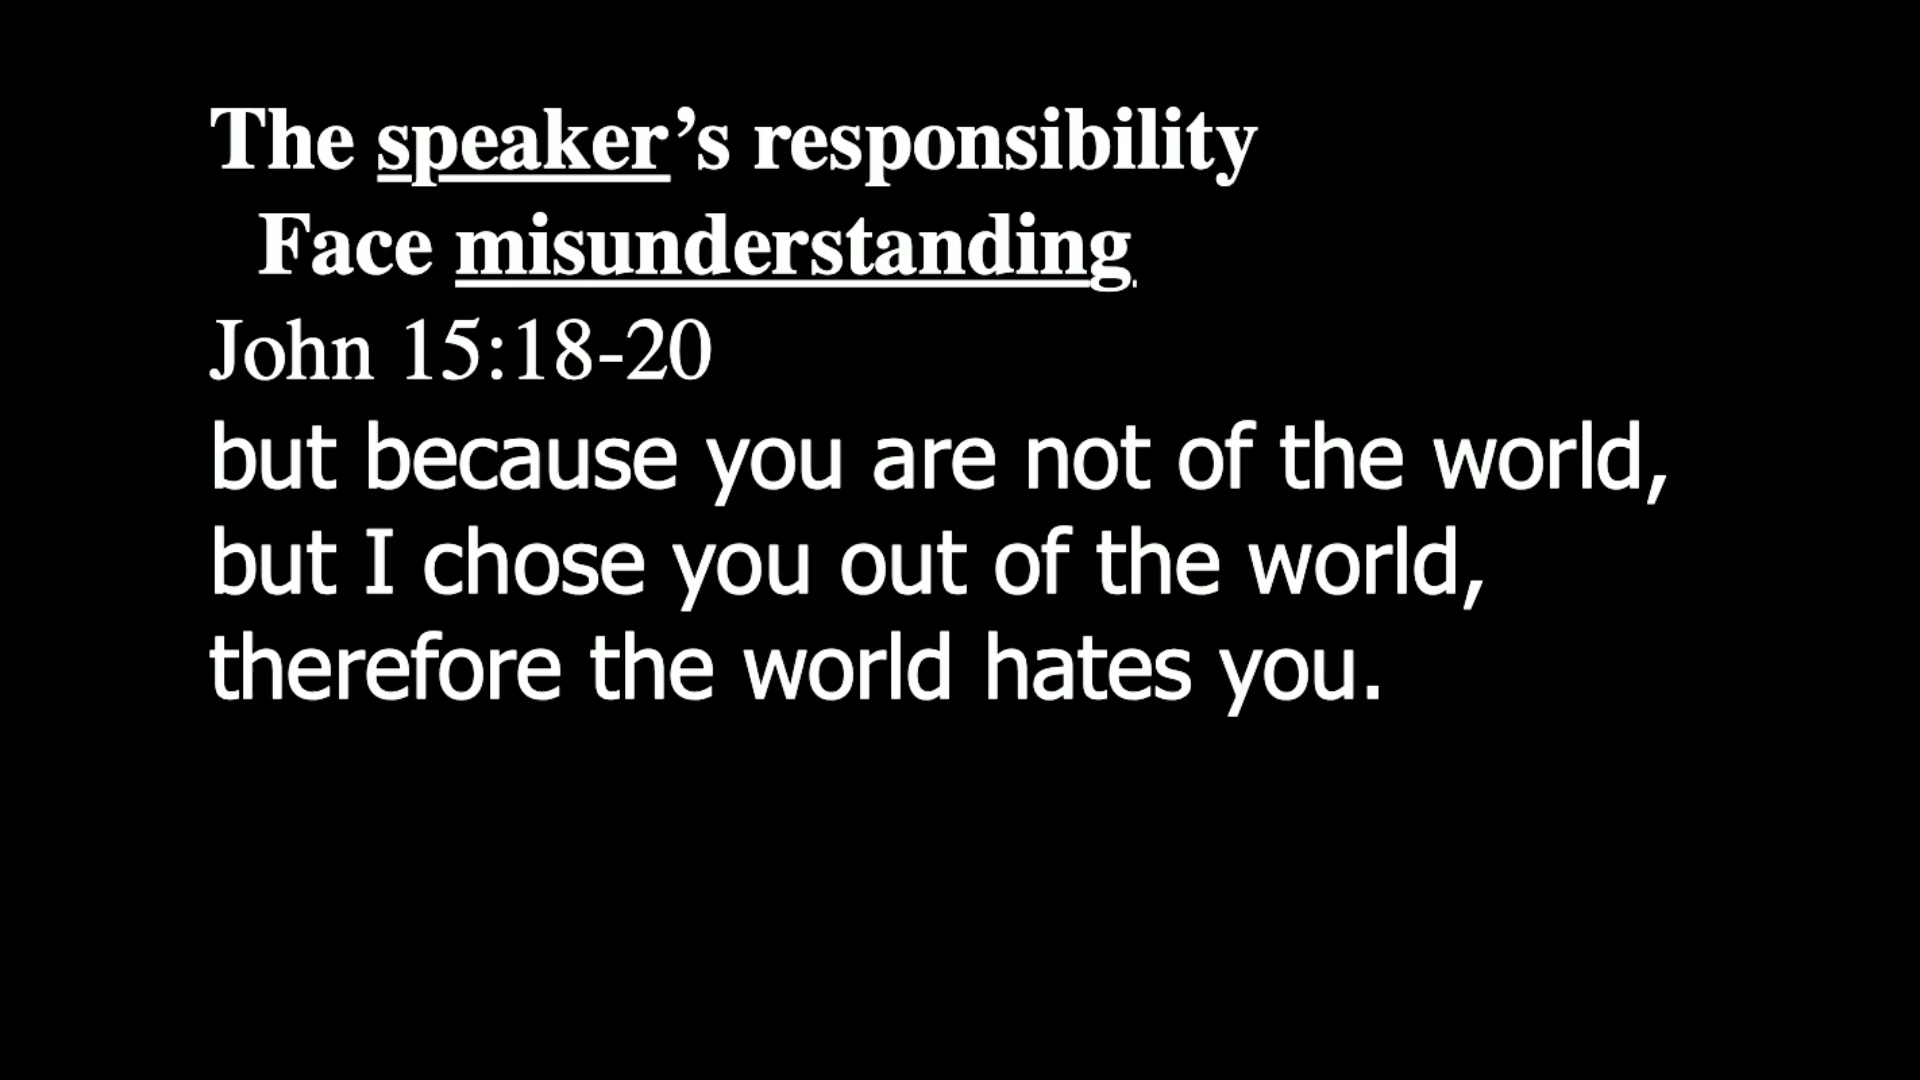 The speaker’s responsibility
Face misunderstanding
John 15:18-20
but because you are not of the world,
but I chose you out of the world,
therefore the world hates you.